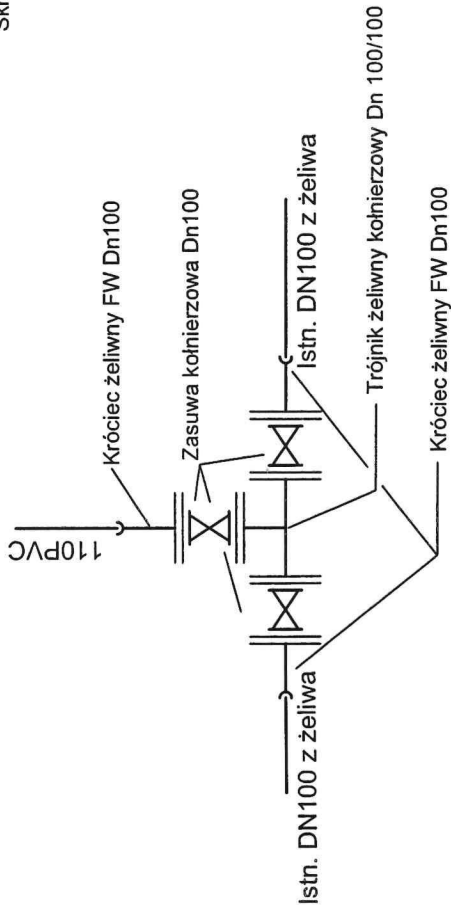 Skr
110PVC
Króciec żeliwny FW Dn100
Zasuwa kołnierzowa Dn100
Istn. DN100 z żeliwa
Istn. DN100 z żeliwa
Trójnik żeliwny kołnierzowy Dn 100/100
Króciec żeliwny FW Dn100